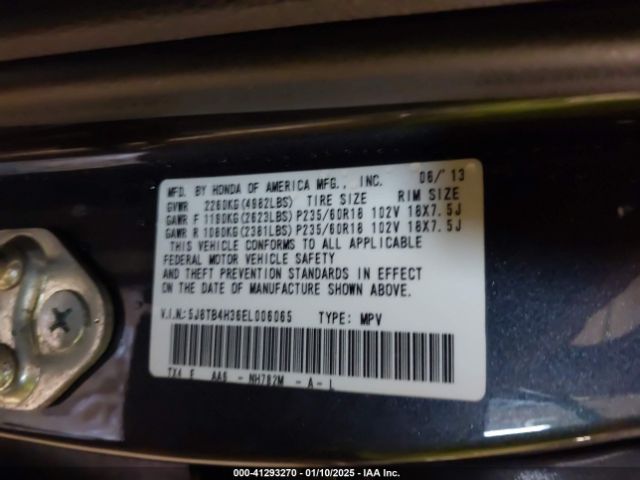 MFD. BY HONDA OF AMERICA MFG., INC. 06/'13
GVWR 2260KG(4982LBS) TIRE SIZE RIM SIZE
GAWR F 1190KG(2623LBS) P235/60R18 102V 18X7.5J
GAWR R 1080KG(2381LBS) P235/60R18 102V 18X7.5J
THIS VEHICLE CONFORMS TO ALL APPLICABLE
FEDERAL MOTOR VEHICLE SAFETY
AND THEFT PREVENTION STANDARDS IN EFFECT
ON THE DATE OF MANUFACTURE SHOWN ABOVE.
V.I.N:5J8TB4H36EL006065 TYPE: MPV
TX4 E AA6 - NH782M - A - L
000-41293270 - 01/10/2025 - IAA Inc.